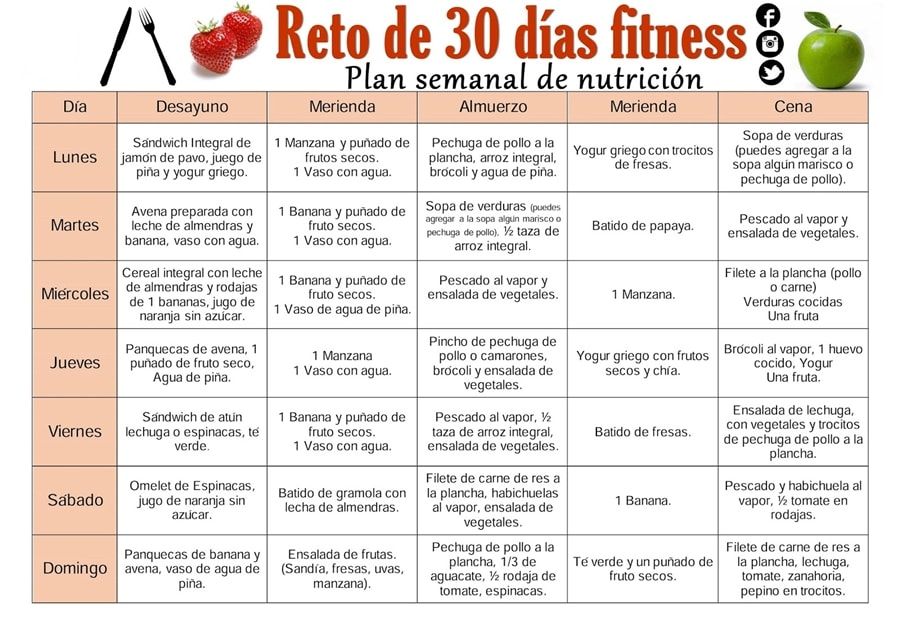 Reto de 30 días fitness
Plan semanal de nutrición
Día
Desayuno
Merienda
Almuerzo
Merienda
Cena
Lunes
Sándwich Integral de
jamón de pavo, juego de
piña y yogur griego.
1 Manzana y puñado de
frutos secos.
1 Vaso con agua.
Pechuga de pollo a la
plancha, arroz integral,
brócoli y agua de piña.
Yogur griego con trocitos
de fresas.
Sopa de verduras
(puedes agregar a la
sopa algún marisco o
pechuga de pollo).
Martes
Avena preparada con
leche de almendras y
banana, vaso con agua.
1 Banana y puñado de
fruto secos.
1 Vaso con agua.
Sopa de verduras (puedes
agregar a la sopa algún marisco o
pechuga de pollo), ½ taza de
arroz integral.
Batido de papaya.
Pescado al vapor y
ensalada de vegetales.
Miércoles
Cereal integral con leche
de almendras y rodajas
de 1 bananas, jugo de
naranja sin azúcar.
1 Banana y puñado de
fruto secos.
1 Vaso de agua de piña.
Pescado al vapor y
ensalada de vegetales.
1 Manzana.
Filete a la plancha (pollo
o carne)
Verduras cocidas
Una fruta
Jueves
Panquecas de avena, 1
puñado de fruto seco,
Agua de piña.
1 Manzana
1 Vaso con agua.
Pincho de pechuga de
pollo o camarones,
brócoli y ensalada de
vegetales.
Yogur griego con frutos
secos y chía.
Brócoli al vapor, 1 huevo
cocido, Yogur
Una fruta.
Viernes
Sándwich de atún
lechuga o espinacas, té
verde.
1 Banana y puñado de
fruto secos.
1 Vaso con agua.
Pescado al vapor, ½
taza de arroz integral,
ensalada de vegetales.
Batido de fresas.
Ensalada de lechuga,
con vegetales y trocitos
de pechuga de pollo a la
plancha.
Sábado
Omelet de Espinacas,
jugo de naranja sin
azúcar.
Batido de gramola con
lecha de almendras.
Filete de carne de res a
la plancha, habichuelas
al vapor, ensalada de
vegetales.
1 Banana.
Pescado y habichuela al
vapor, ½ tomate en
rodajas.
Domingo
Panquecas de banana y
avena, vaso de agua de
piña.
Ensalada de frutas.
(Sandía, fresas, uvas,
manzana).
Pechuga de pollo a la
plancha, 1/3 de
aguacate, ½ rodaja de
tomate, espinacas.
Té verde y un puñado de
fruto secos.
Filete de carne de res a
la plancha, lechuga,
tomate, zanahoria,
pepino en trocitos.